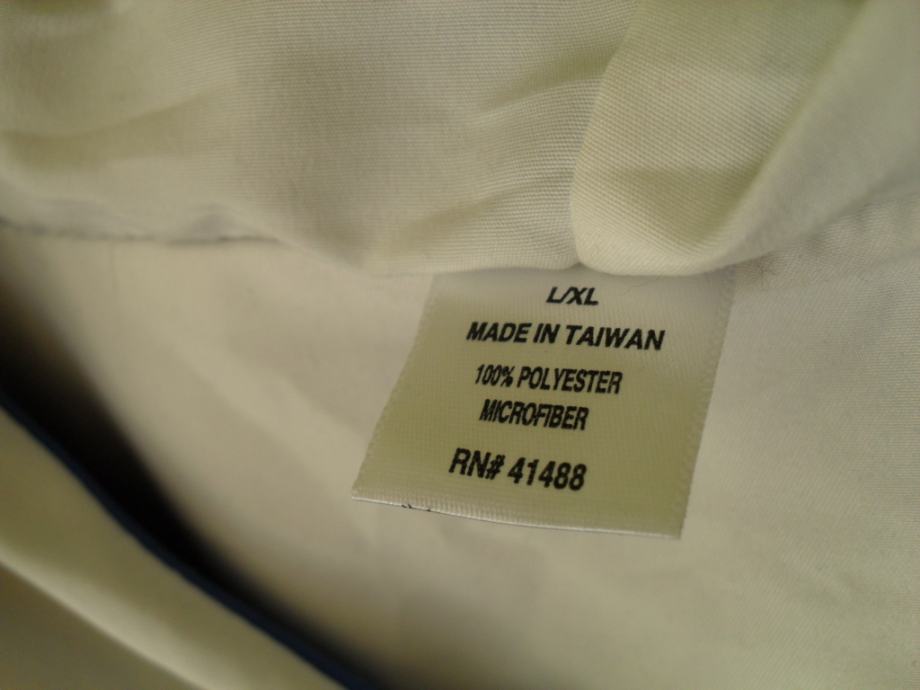 L/XL
MADE IN TAIWAN
100% POLYESTER
MICROFIBER
RN# 41488